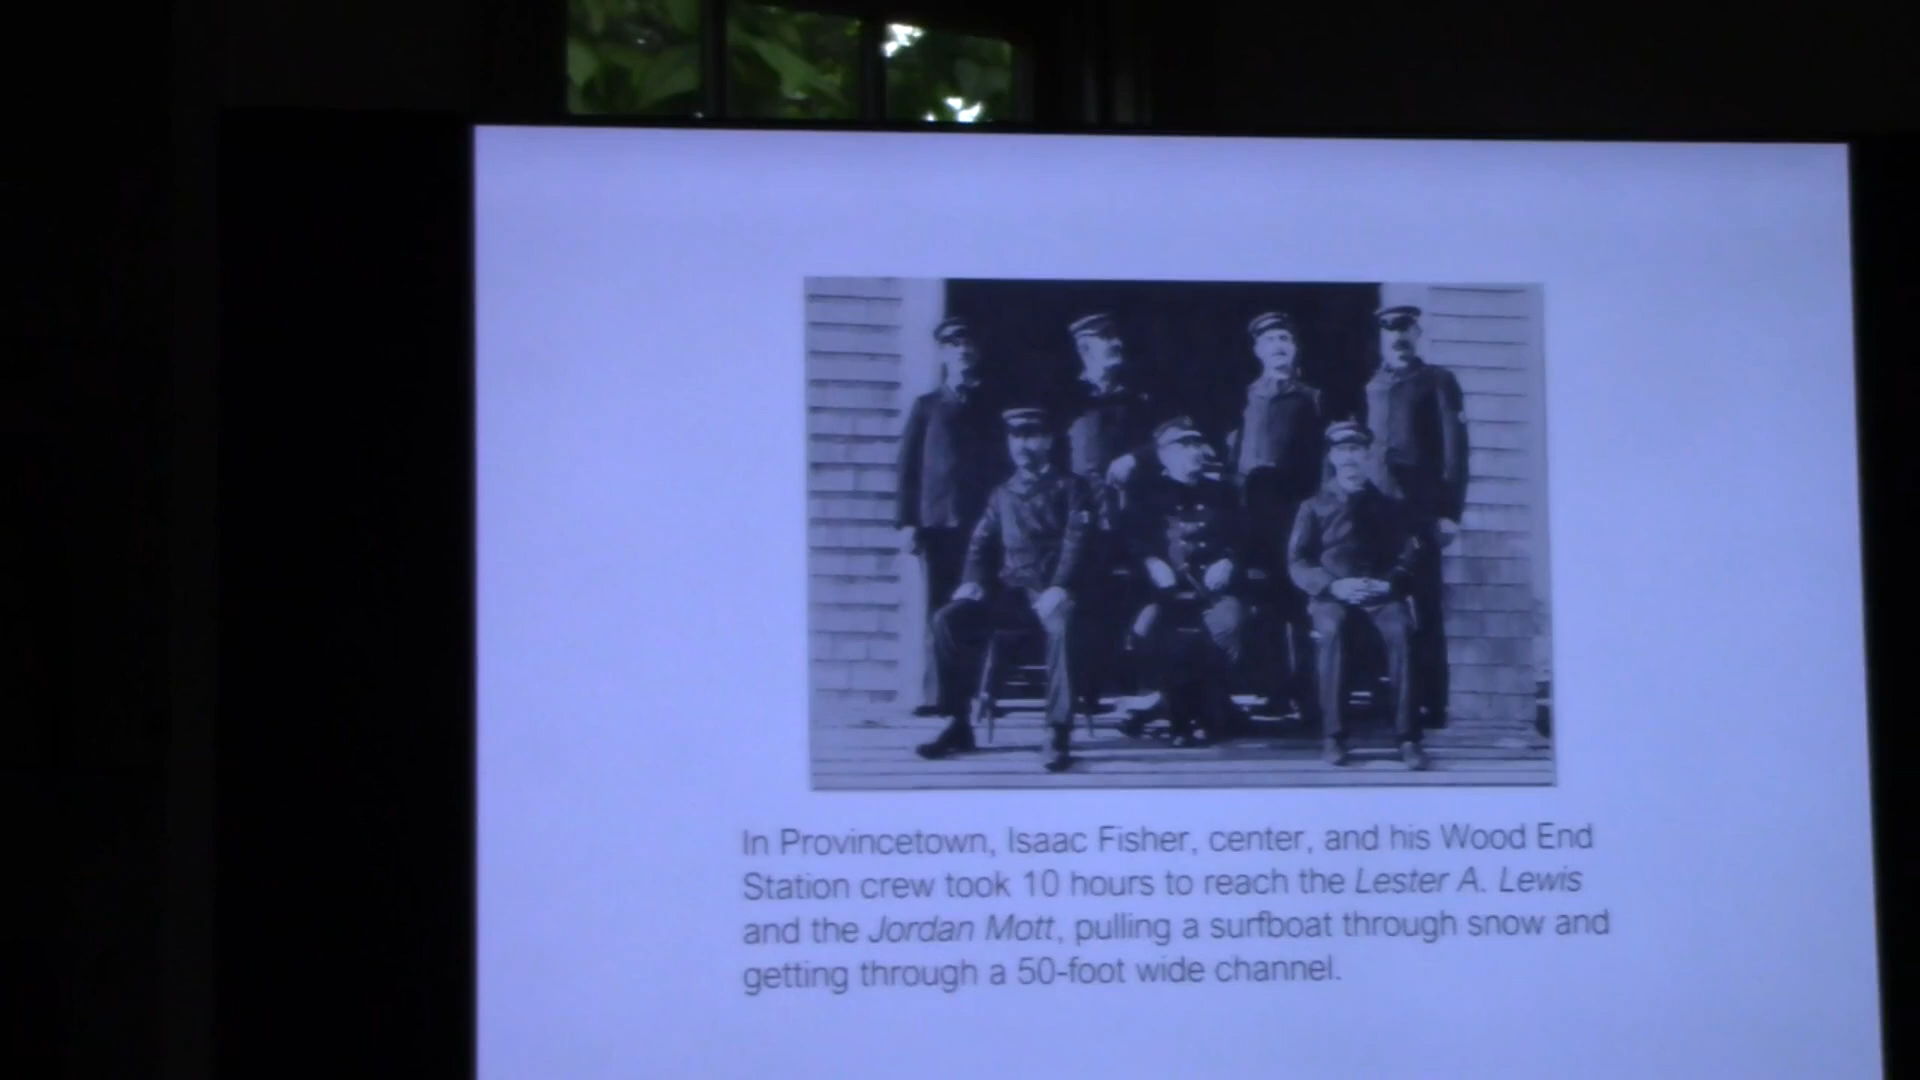 In Provincetown, Isaac Fisher, center, and his Wood End
Station crew took 10 hours to reach the Lester A. Lewis
and the Jordan Mott, pulling a surfboat through snow and
getting through a 50-foot wide channel.